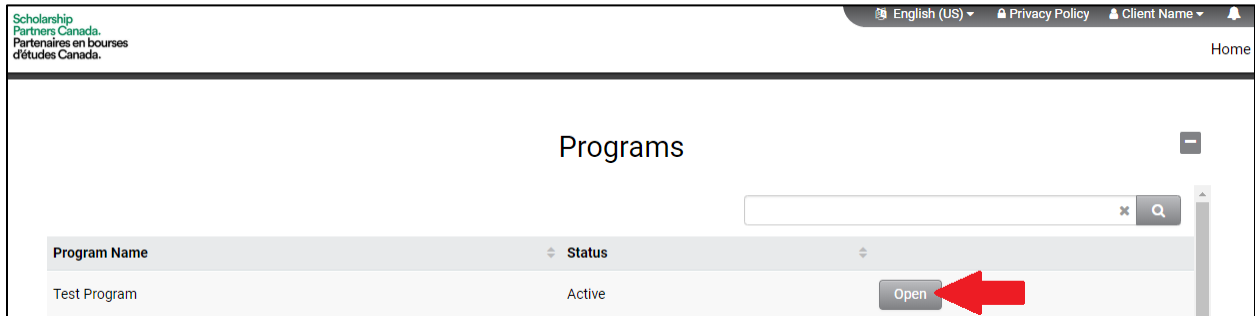 Scholarship
Partners Canada.
Partenaires en bourses
d'études Canada.
English (US) Privacy Policy Client Name
Home
Programs
Program Name Status
Test Program Active Open